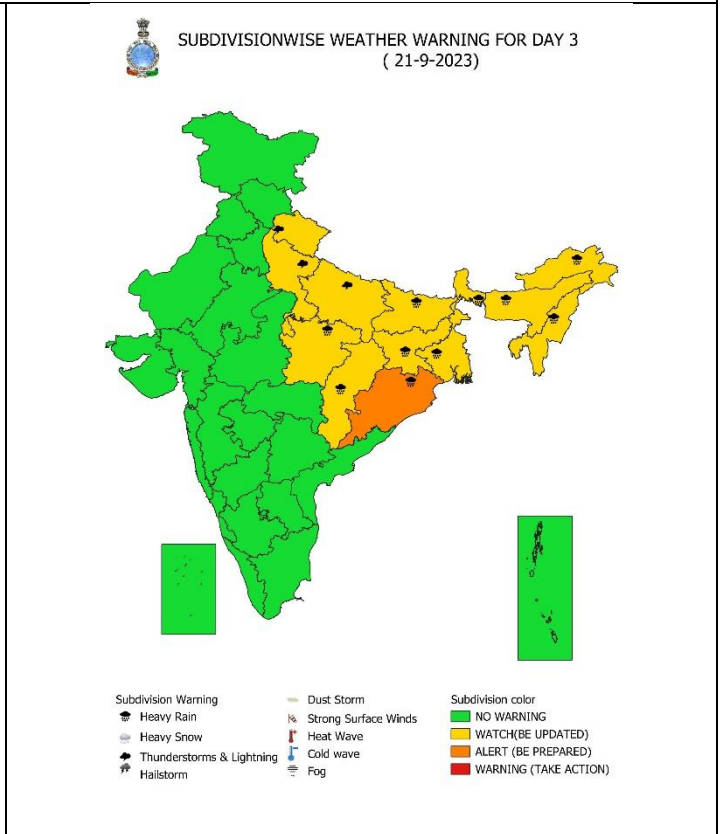 SUBDIVISIONWISE WEATHER WARNING FOR DAY 3
( 21-9-2023)
Subdivision Warning
Heavy Rain
Heavy Snow
Thunderstorms & Lightning
Hailstorm
Dust Storm
Strong Surface Winds
Heat Wave
Cold wave
Fog
Subdivision color
NO WARNING
WATCH(BE UPDATED)
ALERT (BE PREPARED)
WARNING (TAKE ACTION)